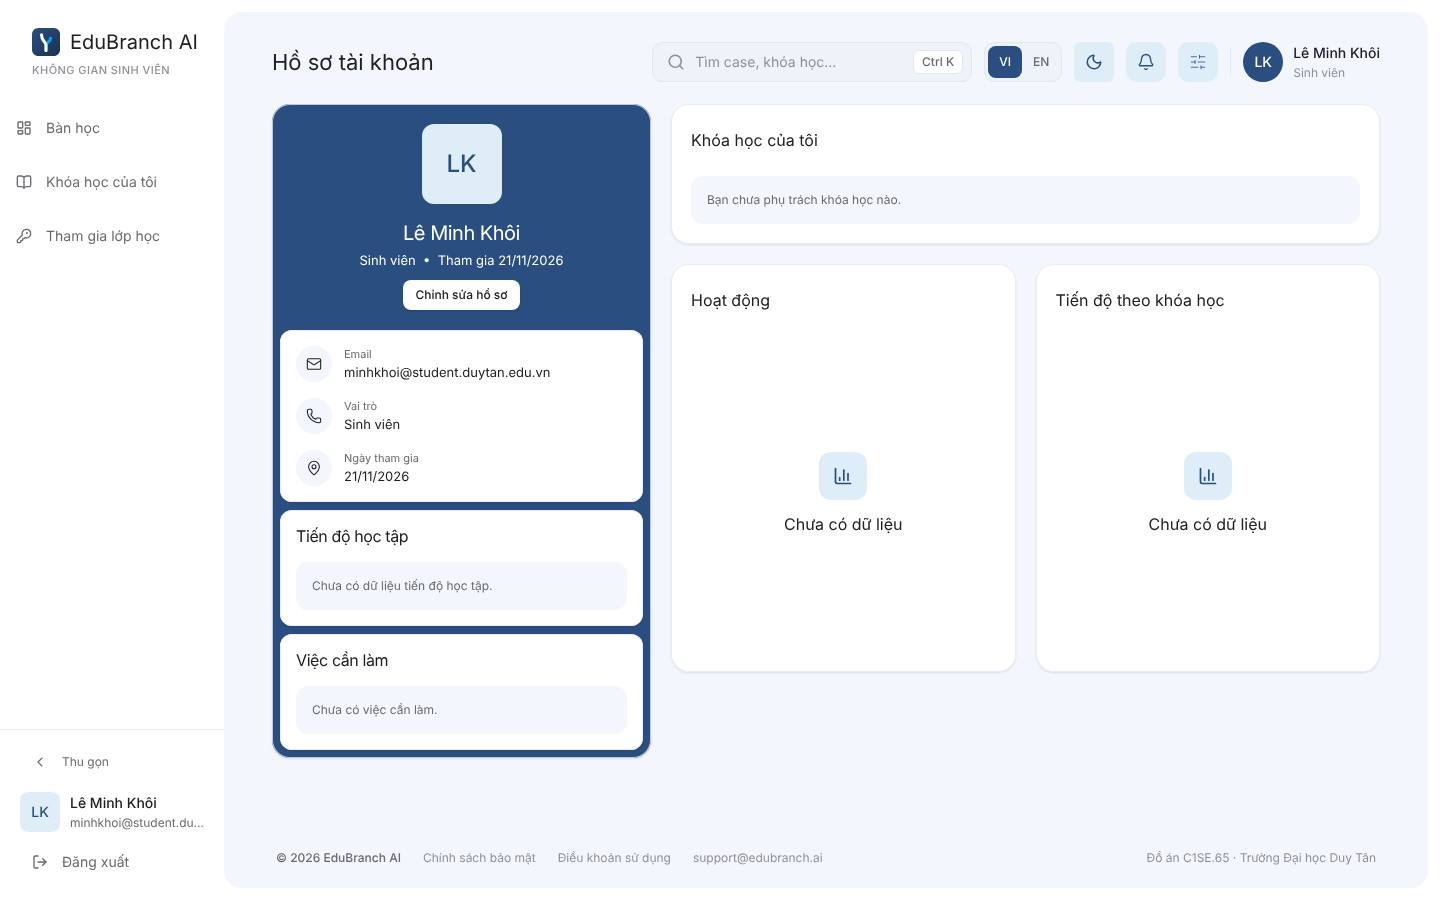 EduBranch AI
KHÔNG GIAN SINH VIÊN
Bàn học
Khóa học của tôi
Tham gia lớp học
Thu gọn
LK
Lê Minh Khôi
minhkhoi@student.du...
Đăng xuất
Hồ sơ tài khoản
Tìm case, khóa học...
Ctrl K
VI
EN
LK
Lê Minh Khôi
Sinh viên
LK
Lê Minh Khôi
Sinh viên • Tham gia 21/11/2026
Chỉnh sửa hồ sơ
Email
minhkhoi@student.duytan.edu.vn
Vai trò
Sinh viên
Ngày tham gia
21/11/2026
Tiến độ học tập
Chưa có dữ liệu tiến độ học tập.
Việc cần làm
Chưa có việc cần làm.
Khóa học của tôi
Bạn chưa phụ trách khóa học nào.
Hoạt động
Chưa có dữ liệu
Tiến độ theo khóa học
Chưa có dữ liệu
© 2026 EduBranch AI
Chính sách bảo mật
Điều khoản sử dụng
support@edubranch.ai
Đồ án C1SE.65 · Trường Đại học Duy Tân